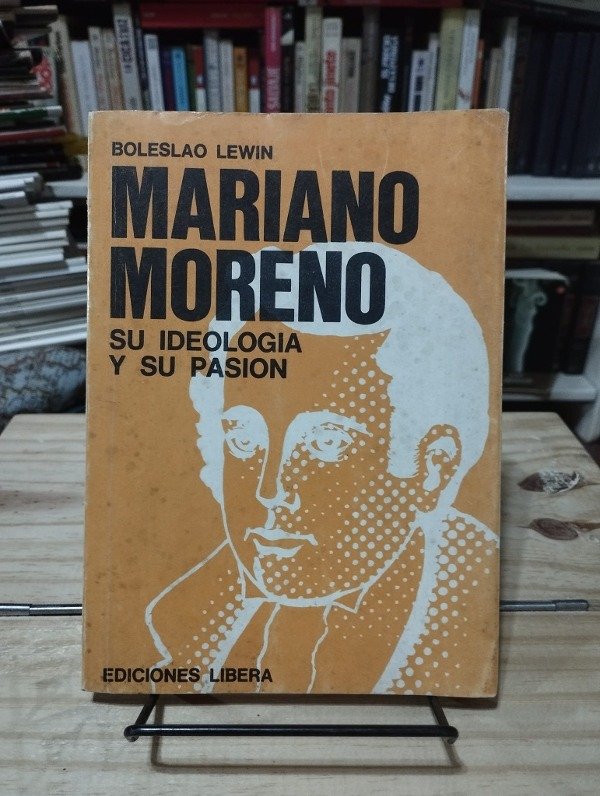 BOLESLAO LEWIN
MARIANO
MORENO
SU IDEOLOGIA
Y SU PASION
EDICIONES LIBERA